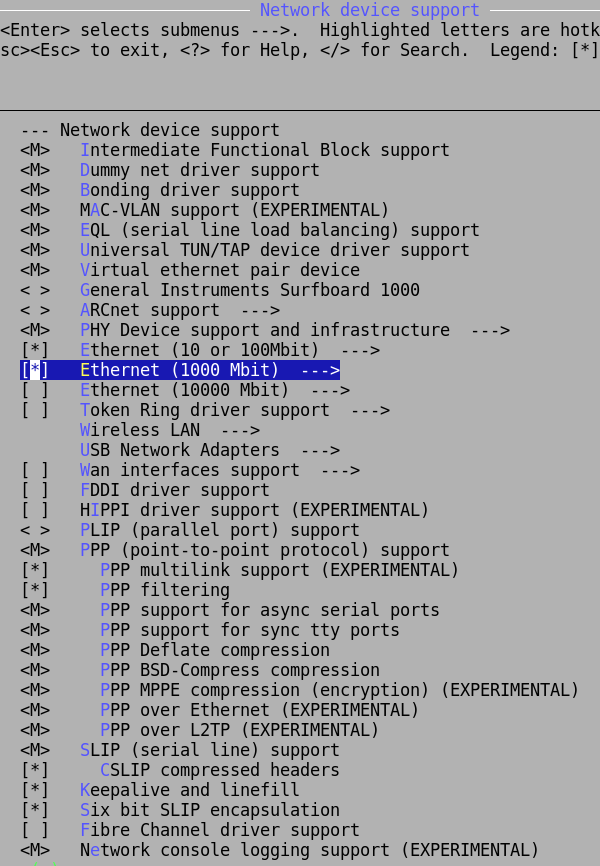 Network device support
<Enter> selects submenus --->.  Highlighted letters are hotk
sc><Esc> to exit, <?> for Help, </> for Search.  Legend: [*]
--- Network device support
<M>   Intermediate Functional Block support
<M>   Dummy net driver support
<M>   Bonding driver support
<M>   MAC-VLAN support (EXPERIMENTAL)
<M>   EQL (serial line load balancing) support
<M>   Universal TUN/TAP device driver support
<M>   Virtual ethernet pair device
< >   General Instruments Surfboard 1000
< >   ARCnet support  --->
<M>   PHY Device support and infrastructure  --->
[*]   Ethernet (10 or 100Mbit)  --->
[*]   Ethernet (1000 Mbit)  --->
[ ]   Ethernet (10000 Mbit)  --->
[ ]   Token Ring driver support  --->
      Wireless LAN  --->
      USB Network Adapters  --->
[ ]   Wan interfaces support  --->
[ ]   FDDI driver support
[ ]   HIPPI driver support (EXPERIMENTAL)
< >   PLIP (parallel port) support
<M>   PPP (point-to-point protocol) support
[*]     PPP multilink support (EXPERIMENTAL)
[*]     PPP filtering
<M>     PPP support for async serial ports
<M>     PPP support for sync tty ports
<M>     PPP Deflate compression
<M>     PPP BSD-Compress compression
<M>     PPP MPPE compression (encryption) (EXPERIMENTAL)
<M>     PPP over Ethernet (EXPERIMENTAL)
<M>     PPP over L2TP (EXPERIMENTAL)
<M>   SLIP (serial line) support
[*]     CSLIP compressed headers
[*]   Keepalive and linefill
[*]   Six bit SLIP encapsulation
[ ]   Fibre Channel driver support
<M>   Network console logging support (EXPERIMENTAL)